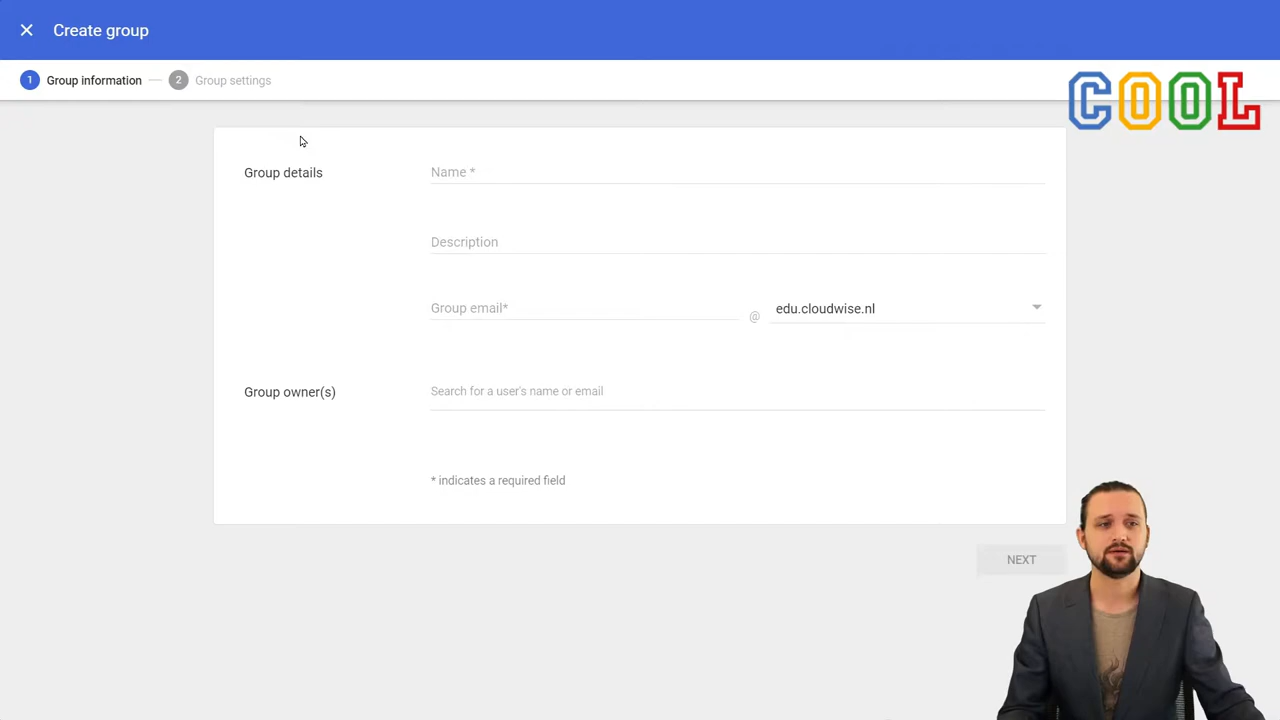 Create group
1 Group information
2 Group settings
COOL
Group details
Name *
Description
Group email*
@
edu.cloudwise.nl
Group owner(s)
Search for a user's name or email
* indicates a required field
NEXT